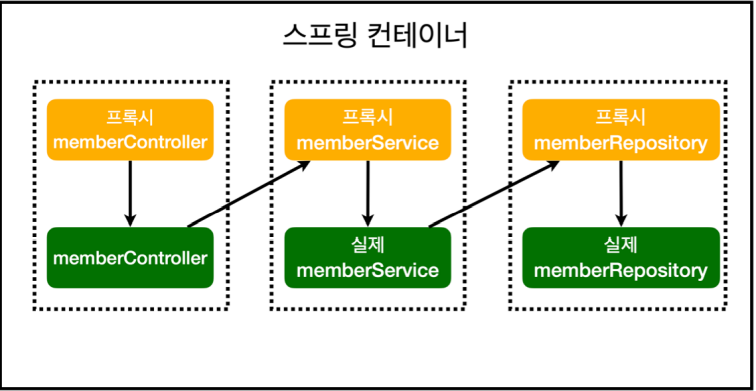 스프링 컨테이너
프록시
memberController
프록시
memberService
프록시
memberRepository
memberController
실제
memberService
실제
memberRepository